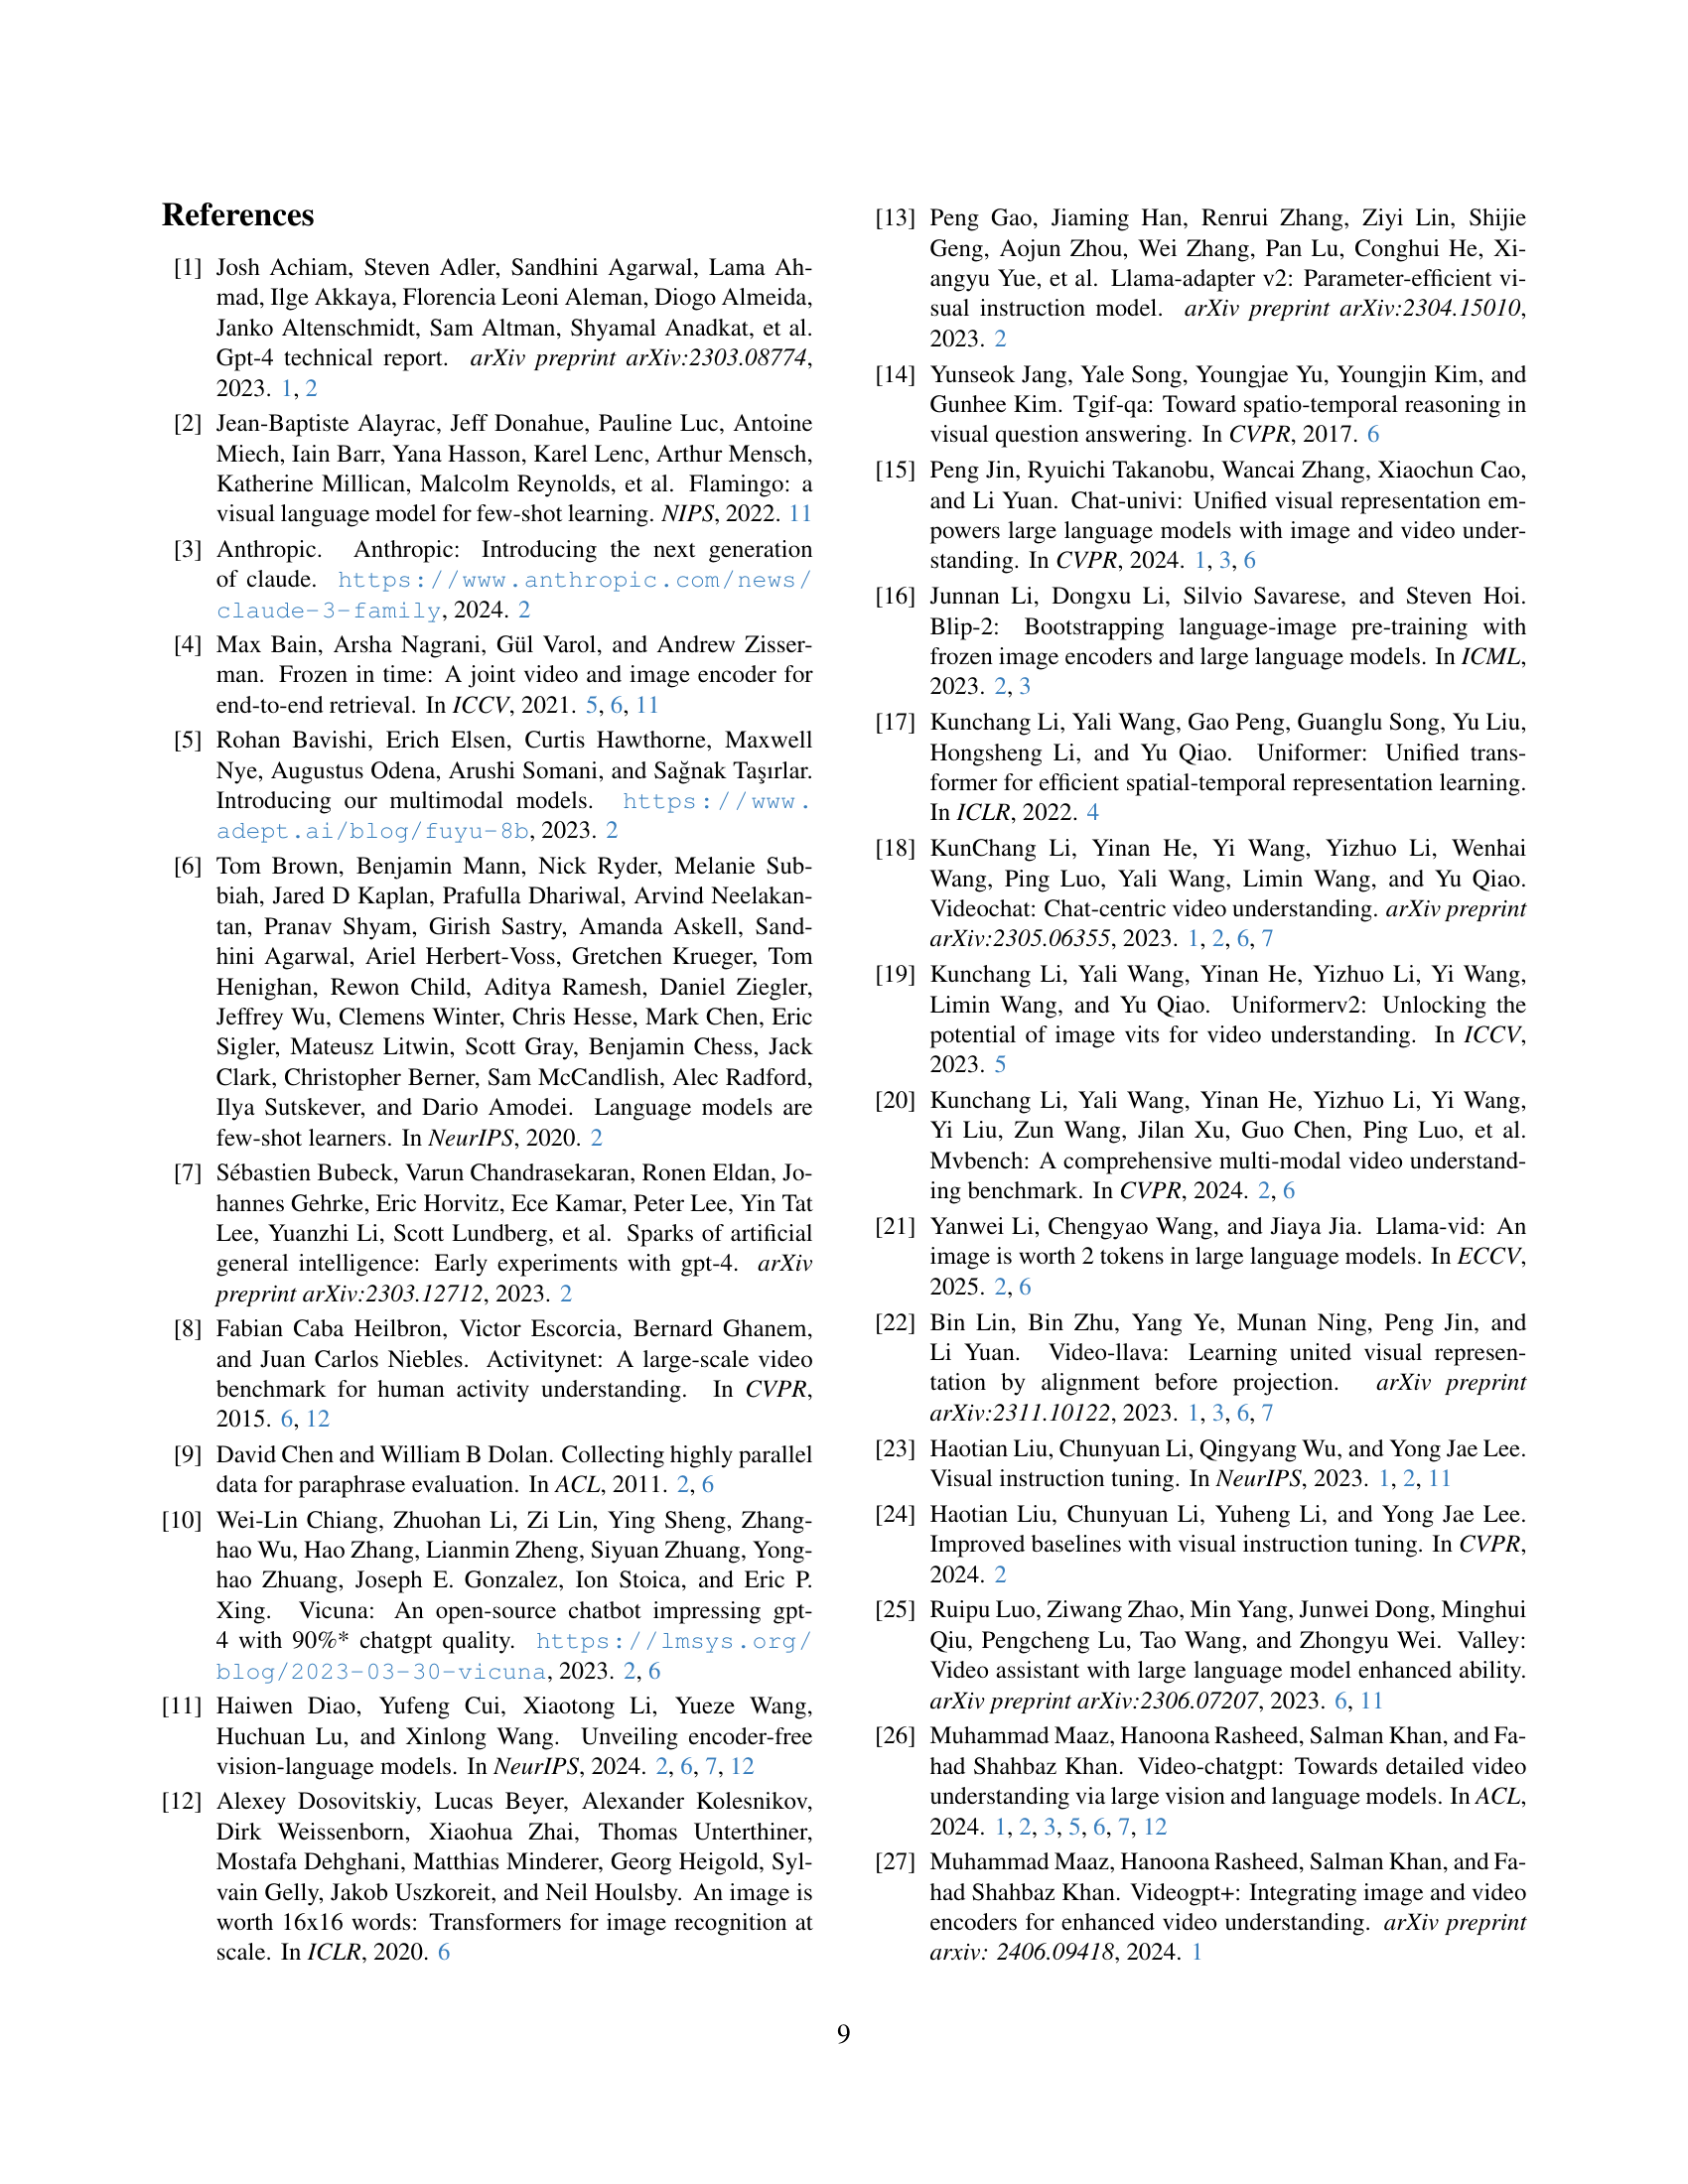 References
[1] Josh Achiam, Steven Adler, Sandhini Agarwal, Lama Ah-
mad, Ilge Akkaya, Florencia Leoni Aleman, Diogo Almeida,
Janko Altenschmidt, Sam Altman, Shyamal Anadkat, et al.
Gpt-4 technical report. arXiv preprint arXiv:2303.08774,
2023. 1, 2
[2] Jean-Baptiste Alayrac, Jeff Donahue, Pauline Luc, Antoine
Miech, Iain Barr, Yana Hasson, Karel Lenc, Arthur Mensch,
Katherine Millican, Malcolm Reynolds, et al. Flamingo: a
visual language model for few-shot learning. NIPS, 2022. 11
[3] Anthropic. Anthropic: Introducing the next generation
of claude. https://www.anthropic.com/news/
claude-3-family, 2024. 2
[4] Max Bain, Arsha Nagrani, Gül Varol, and Andrew Zisser-
man. Frozen in time: A joint video and image encoder for
end-to-end retrieval. In ICCV, 2021. 5, 6, 11
[5] Rohan Bavishi, Erich Elsen, Curtis Hawthorne, Maxwell
Nye, Augustus Odena, Arushi Somani, and Sağnak Taşırlar.
Introducing our multimodal models. https://www.
adept.ai/blog/fuyu-8b, 2023. 2
[6] Tom Brown, Benjamin Mann, Nick Ryder, Melanie Sub-
biah, Jared D Kaplan, Prafulla Dhariwal, Arvind Neelakan-
tan, Pranav Shyam, Girish Sastry, Amanda Askell, Sand-
hini Agarwal, Ariel Herbert-Voss, Gretchen Krueger, Tom
Henighan, Rewon Child, Aditya Ramesh, Daniel Ziegler,
Jeffrey Wu, Clemens Winter, Chris Hesse, Mark Chen, Eric
Sigler, Mateusz Litwin, Scott Gray, Benjamin Chess, Jack
Clark, Christopher Berner, Sam McCandlish, Alec Radford,
Ilya Sutskever, and Dario Amodei. Language models are
few-shot learners. In NeurIPS, 2020. 2
[7] Sébastien Bubeck, Varun Chandrasekaran, Ronen Eldan, Jo-
hannes Gehrke, Eric Horvitz, Ece Kamar, Peter Lee, Yin Tat
Lee, Yuanzhi Li, Scott Lundberg, et al. Sparks of artificial
general intelligence: Early experiments with gpt-4. arXiv
preprint arXiv:2303.12712, 2023. 2
[8] Fabian Caba Heilbron, Victor Escorcia, Bernard Ghanem,
and Juan Carlos Niebles. Activitynet: A large-scale video
benchmark for human activity understanding. In CVPR,
2015. 6, 12
[9] David Chen and William B Dolan. Collecting highly parallel
data for paraphrase evaluation. In ACL, 2011. 2, 6
[10] Wei-Lin Chiang, Zhuohan Li, Zi Lin, Ying Sheng, Zhang-
hao Wu, Hao Zhang, Lianmin Zheng, Siyuan Zhuang, Yong-
hao Zhuang, Joseph E. Gonzalez, Ion Stoica, and Eric P.
Xing. Vicuna: An open-source chatbot impressing gpt-
4 with 90%* chatgpt quality. https://lmsys.org/
blog/2023-03-30-vicuna, 2023. 2, 6
[11] Haiwen Diao, Yufeng Cui, Xiaotong Li, Yueze Wang,
Huchuan Lu, and Xinlong Wang. Unveiling encoder-free
vision-language models. In NeurIPS, 2024. 2, 6, 7, 12
[12] Alexey Dosovitskiy, Lucas Beyer, Alexander Kolesnikov,
Dirk Weissenborn, Xiaohua Zhai, Thomas Unterthiner,
Mostafa Dehghani, Matthias Minderer, Georg Heigold, Syl-
vain Gelly, Jakob Uszkoreit, and Neil Houlsby. An image is
worth 16x16 words: Transformers for image recognition at
scale. In ICLR, 2020. 6
[13] Peng Gao, Jiaming Han, Renrui Zhang, Ziyi Lin, Shijie
Geng, Aojun Zhou, Wei Zhang, Pan Lu, Conghui He, Xi-
angyu Yue, et al. Llama-adapter v2: Parameter-efficient vi-
sual instruction model. arXiv preprint arXiv:2304.15010,
2023. 2
[14] Yunseok Jang, Yale Song, Youngjae Yu, Youngjin Kim, and
Gunhee Kim. Tgif-qa: Toward spatio-temporal reasoning in
visual question answering. In CVPR, 2017. 6
[15] Peng Jin, Ryuichi Takanobu, Wancai Zhang, Xiaochun Cao,
and Li Yuan. Chat-univi: Unified visual representation em-
powers large language models with image and video under-
standing. In CVPR, 2024. 1, 3, 6
[16] Junnan Li, Dongxu Li, Silvio Savarese, and Steven Hoi.
Blip-2: Bootstrapping language-image pre-training with
frozen image encoders and large language models. In ICML,
2023. 2, 3
[17] Kunchang Li, Yali Wang, Gao Peng, Guanglu Song, Yu Liu,
Hongsheng Li, and Yu Qiao. Uniformer: Unified trans-
former for efficient spatial-temporal representation learning.
In ICLR, 2022. 4
[18] KunChang Li, Yinan He, Yi Wang, Yizhuo Li, Wenhai
Wang, Ping Luo, Yali Wang, Limin Wang, and Yu Qiao.
Videochat: Chat-centric video understanding. arXiv preprint
arXiv:2305.06355, 2023. 1, 2, 6, 7
[19] Kunchang Li, Yali Wang, Yinan He, Yizhuo Li, Yi Wang,
Limin Wang, and Yu Qiao. Uniformerv2: Unlocking the
potential of image vits for video understanding. In ICCV,
2023. 5
[20] Kunchang Li, Yali Wang, Yinan He, Yizhuo Li, Yi Wang,
Yi Liu, Zun Wang, Jilan Xu, Guo Chen, Ping Luo, et al.
Mvbench: A comprehensive multi-modal video understand-
ing benchmark. In CVPR, 2024. 2, 6
[21] Yanwei Li, Chengyao Wang, and Jiaya Jia. Llama-vid: An
image is worth 2 tokens in large language models. In ECCV,
2025. 2, 6
[22] Bin Lin, Bin Zhu, Yang Ye, Munan Ning, Peng Jin, and
Li Yuan. Video-llava: Learning united visual represen-
tation by alignment before projection. arXiv preprint
arXiv:2311.10122, 2023. 1, 3, 6, 7
[23] Haotian Liu, Chunyuan Li, Qingyang Wu, and Yong Jae Lee.
Visual instruction tuning. In NeurIPS, 2023. 1, 2, 11
[24] Haotian Liu, Chunyuan Li, Yuheng Li, and Yong Jae Lee.
Improved baselines with visual instruction tuning. In CVPR,
2024. 2
[25] Ruipu Luo, Ziwang Zhao, Min Yang, Junwei Dong, Minghui
Qiu, Pengcheng Lu, Tao Wang, and Zhongyu Wei. Valley:
Video assistant with large language model enhanced ability.
arXiv preprint arXiv:2306.07207, 2023. 6, 11
[26] Muhammad Maaz, Hanoona Rasheed, Salman Khan, and Fa-
had Shahbaz Khan. Video-chatgpt: Towards detailed video
understanding via large vision and language models. In ACL,
2024. 1, 2, 3, 5, 6, 7, 12
[27] Muhammad Maaz, Hanoona Rasheed, Salman Khan, and Fa-
had Shahbaz Khan. Videogpt+: Integrating image and video
encoders for enhanced video understanding. arXiv preprint
arxiv: 2406.09418, 2024. 1
9